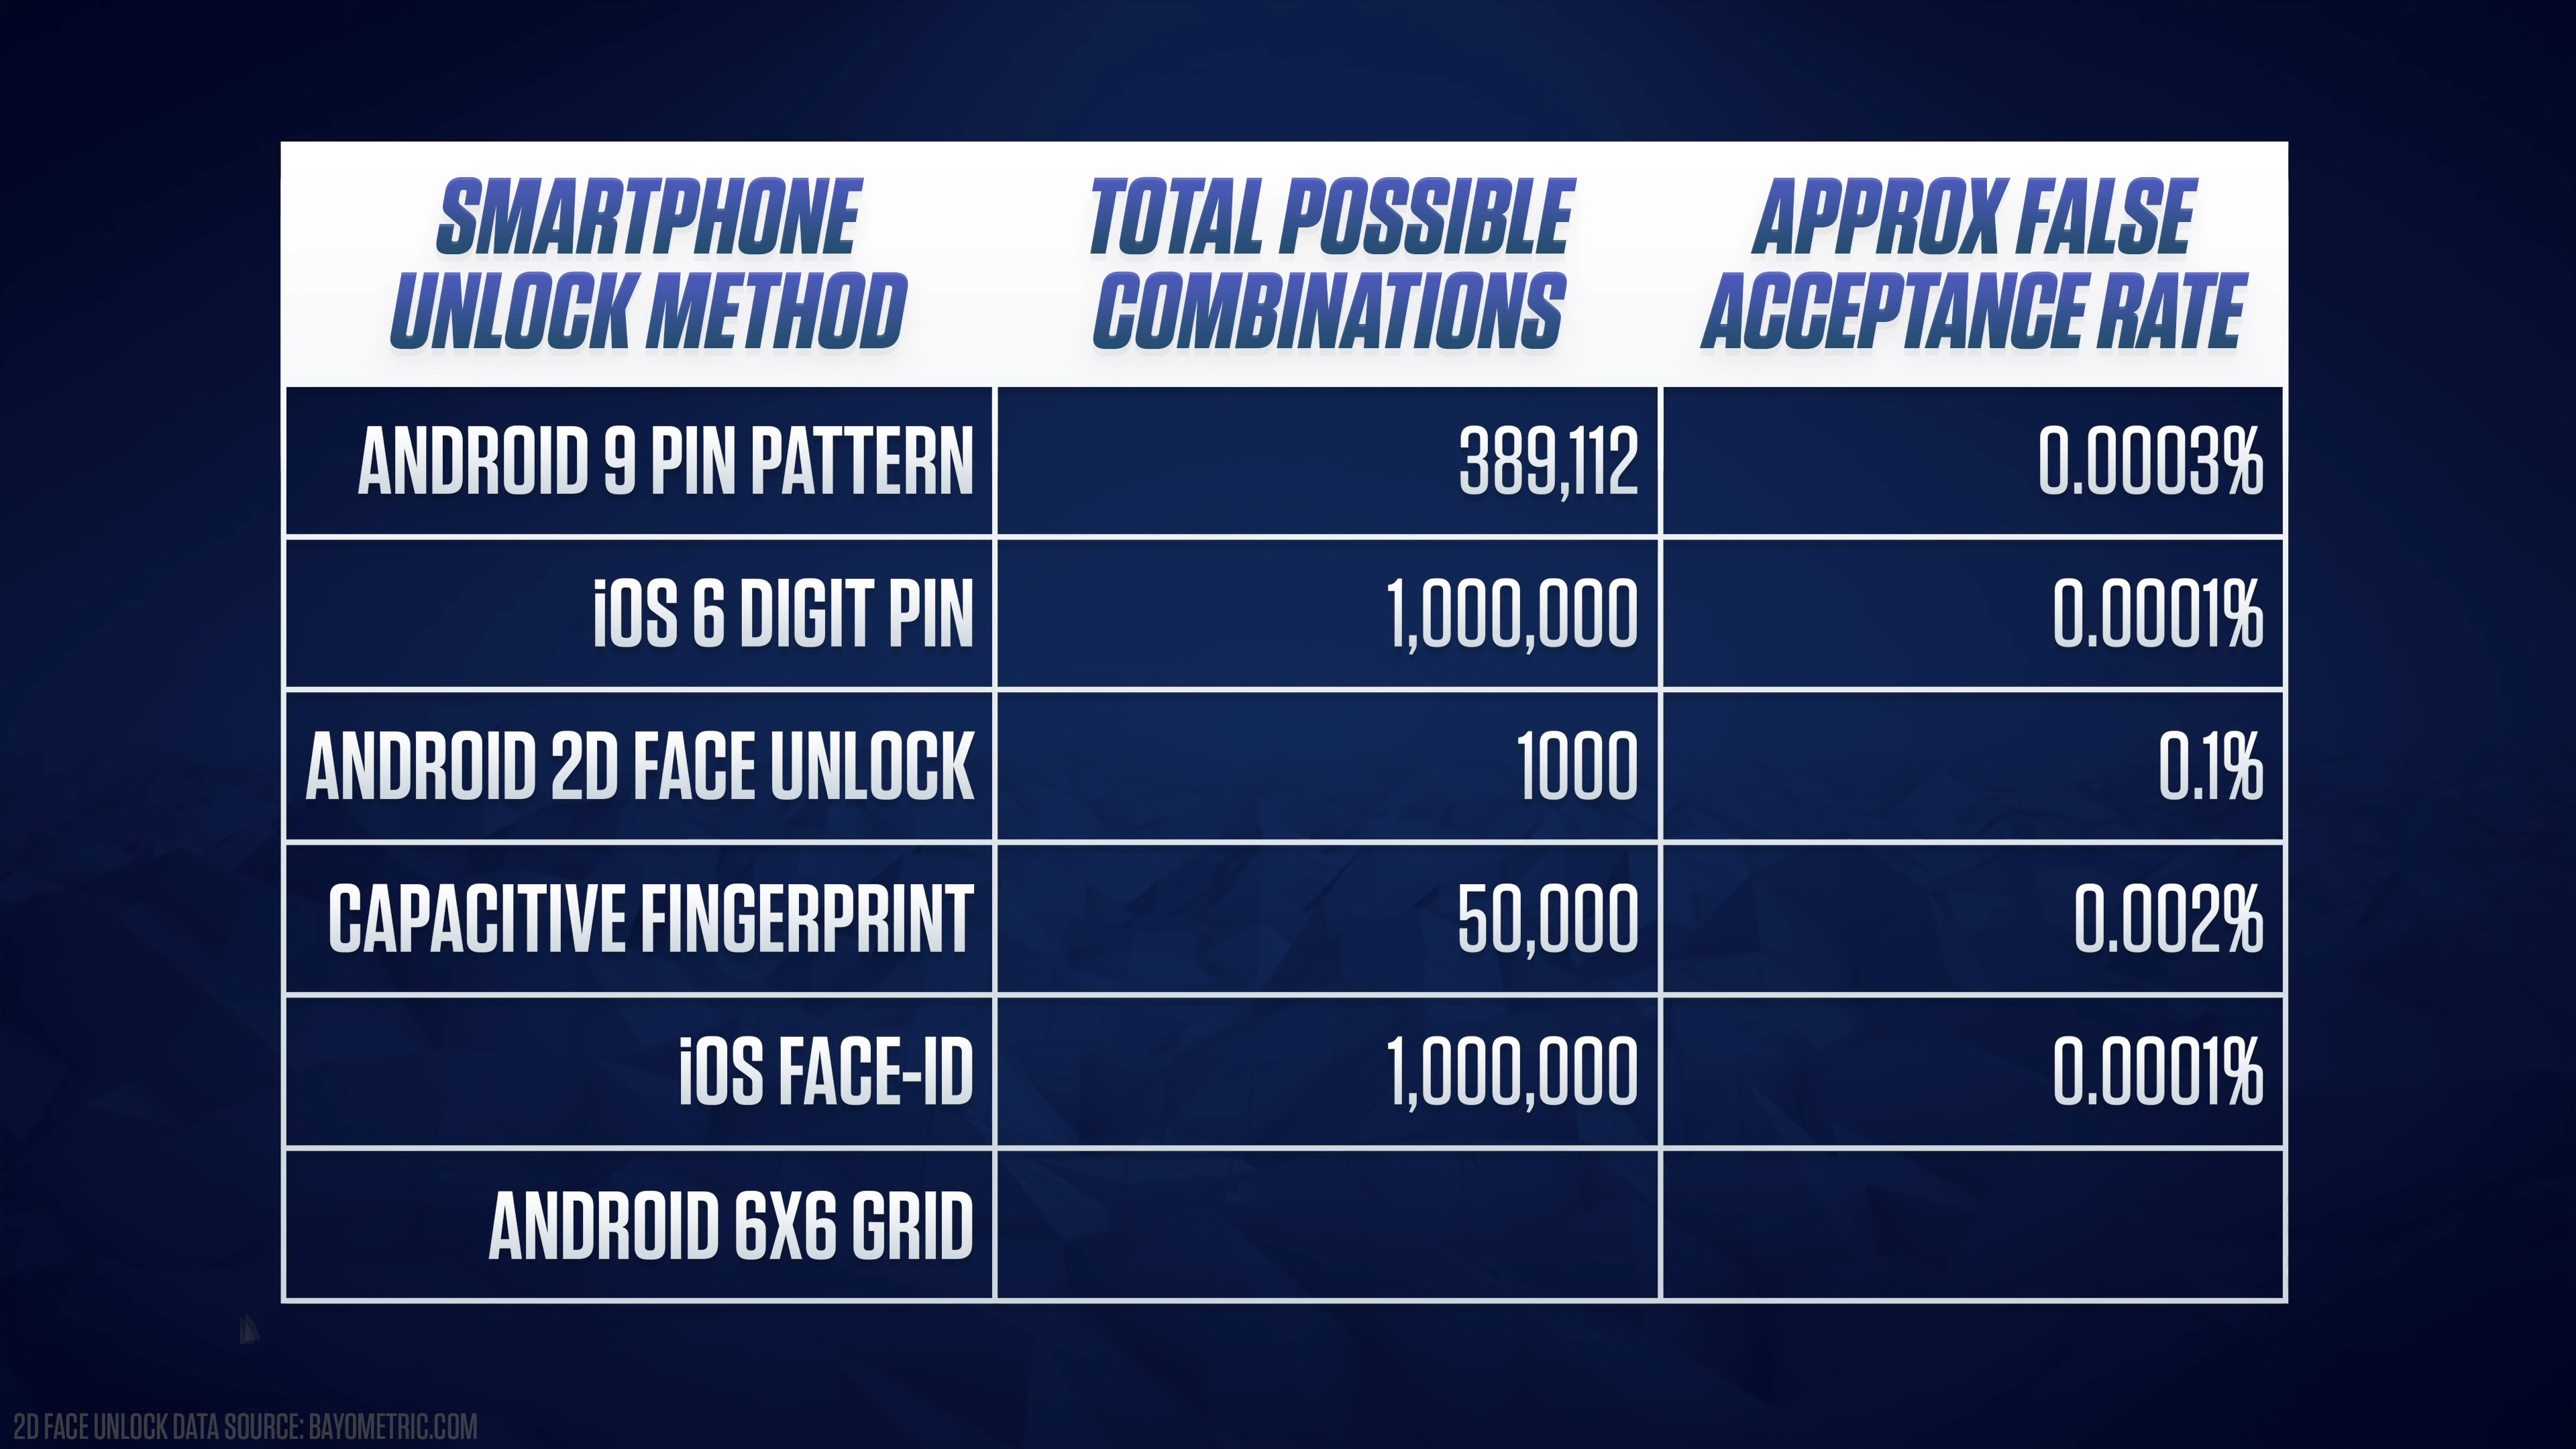 SMARTPHONE
UNLOCK METHOD
TOTAL POSSIBLE
COMBINATIONS
APPROX FALSE
ACCEPTANCE RATE
ANDROID 9 PIN PATTERN 389,112 0.0003%
iOS 6 DIGIT PIN 1,000,000 0.0001%
ANDROID 2D FACE UNLOCK 1000 0.1%
CAPACITIVE FINGERPRINT 50,000 0.002%
iOS FACE-ID 1,000,000 0.0001%
ANDROID 6X6 GRID
2D FACE UNLOCK DATA SOURCE: BAYOMETRIC.COM